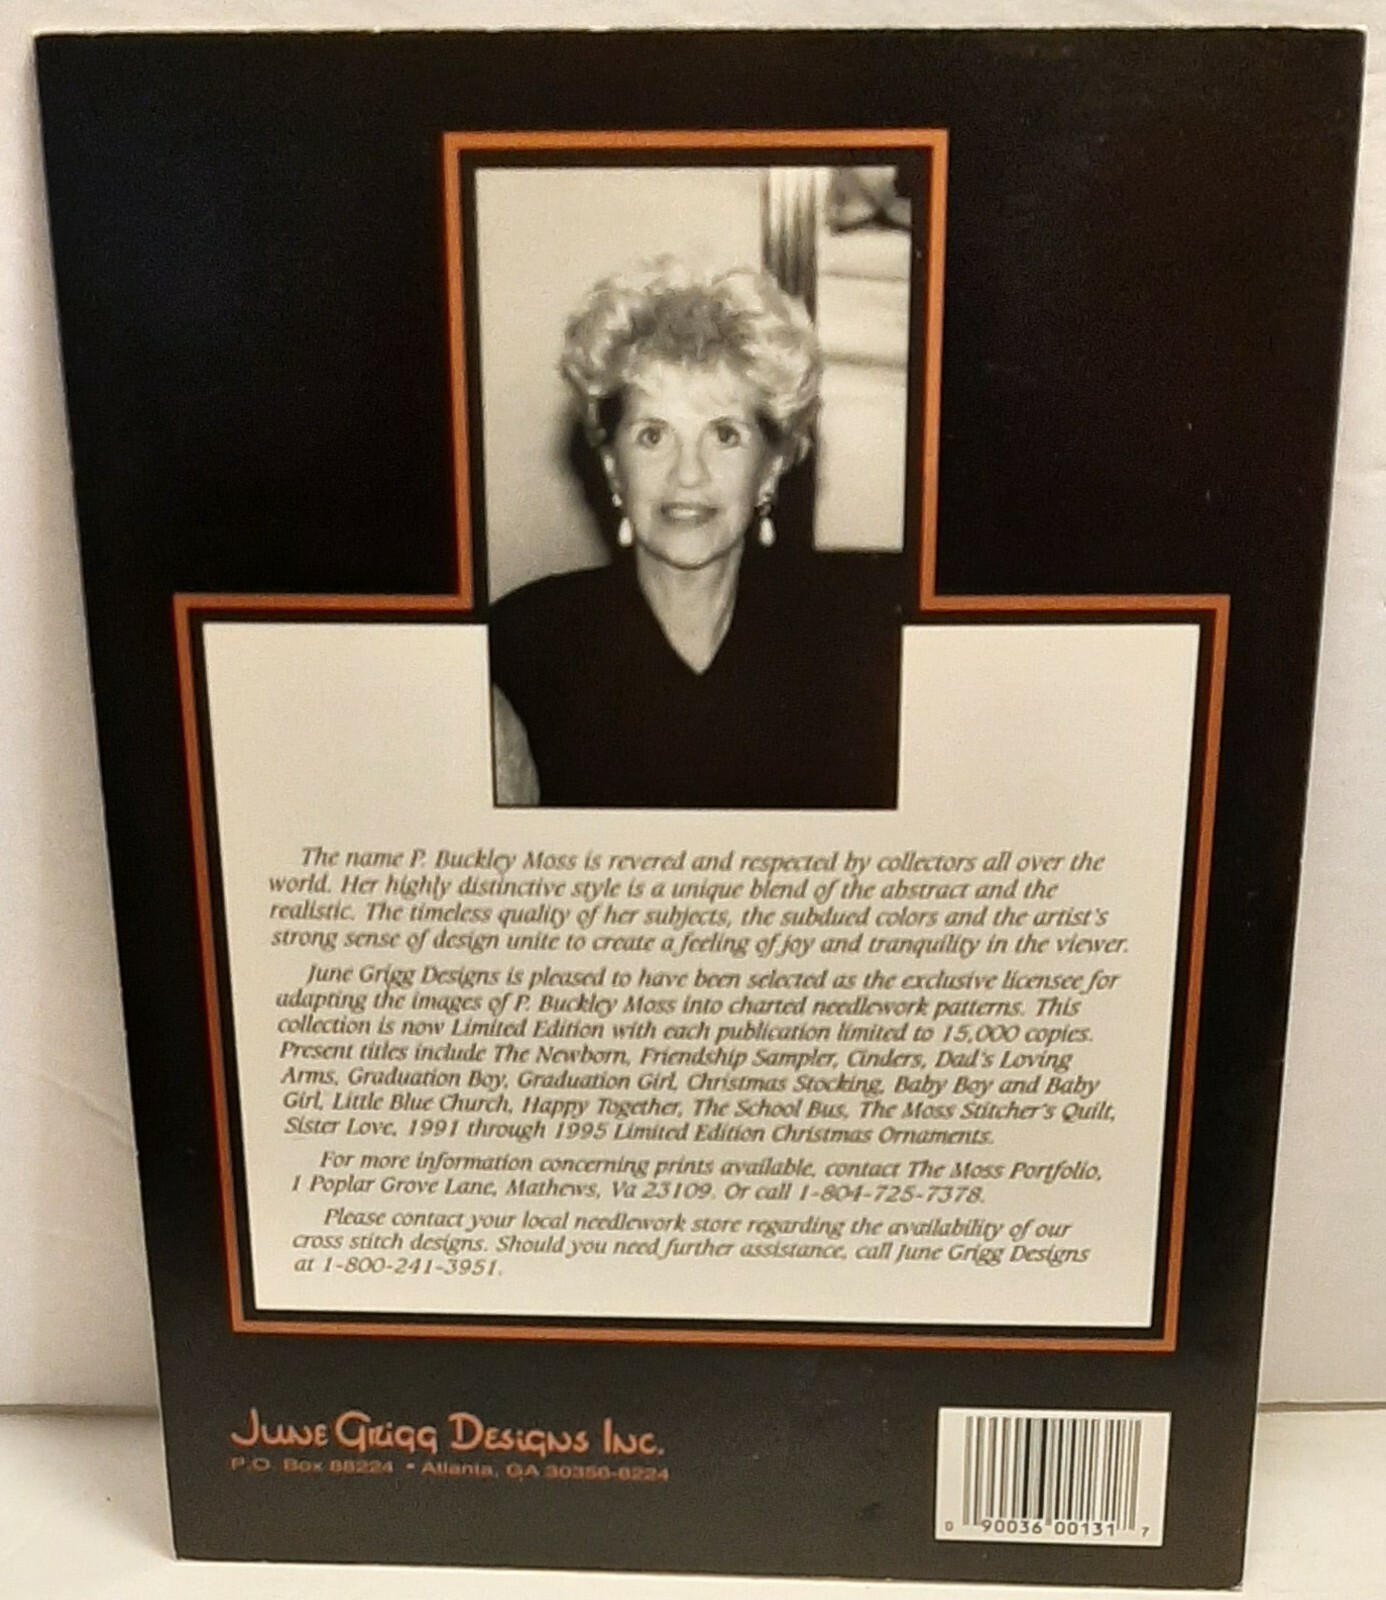 The name P. Buckley Moss is revered and respected by collectors all over the
world. Her highly distinctive style is a unique blend of the abstract and the
realistic. The timeless quality of her subjects, the subdued colors and the artist's
strong sense of design unite to create a feeling of joy and tranquility in the viewer.
June Grigg Designs is pleased to have been selected as the exclusive licensee for
adapting the images of P. Buckley Moss into charted needlework patterns. This
collection is now Limited Edition with each publication limited to 15,000 copies.
Present titles include The Newborn, Friendship Sampler, Cinders, Dad's Loving
Arms, Graduation Boy, Graduation Girl, Christmas Stocking, Baby Boy and Baby
Girl, Little Blue Church, Happy Together, The School Bus, The Moss Stitcher's Quilt,
Sister Love, 1991 through 1995 Limited Edition Christmas Ornaments.
For more information concerning prints available, contact The Moss Portfolio,
1 Poplar Grove Lane, Mathews, Va 23109. Or call 1-804-725-7378.
Please contact your local needlework store regarding the availability of our
cross stitch designs. Should you need further assistance, call June Grigg Designs
at 1-800-241-3951.
June Grigg Designs Inc.
P.O. Box 88224 • Atlanta, GA 30356-8224
0 90036 00131 7